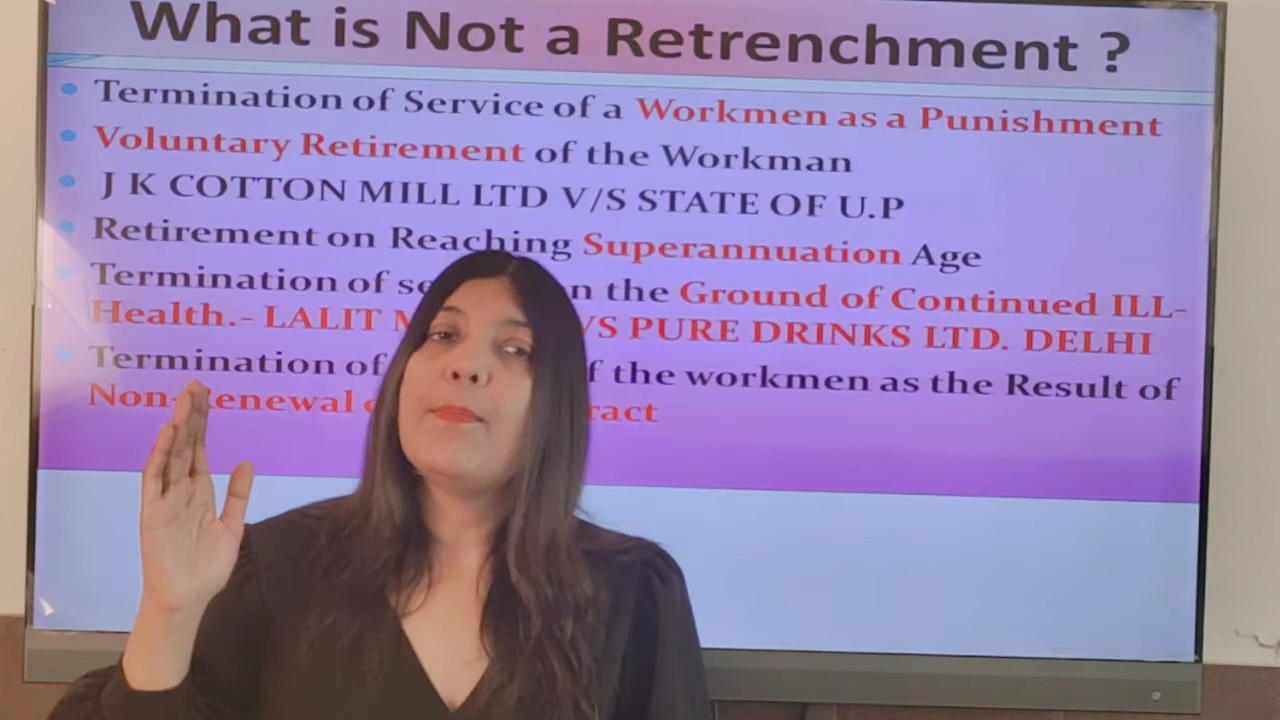 What is Not a Retrenchment ?
Termination of Service of a Workmen as a Punishment
Voluntary Retirement of the Workman
J K COTTON MILL LTD V/S STATE OF U.P
Retirement on Reaching Superannuation Age
Termination of the Ground of Continued ILL-
Health.- LALIT PURE DRINKS LTD. DELHI
Termination of the workmen as the Result of
Non-Renewal